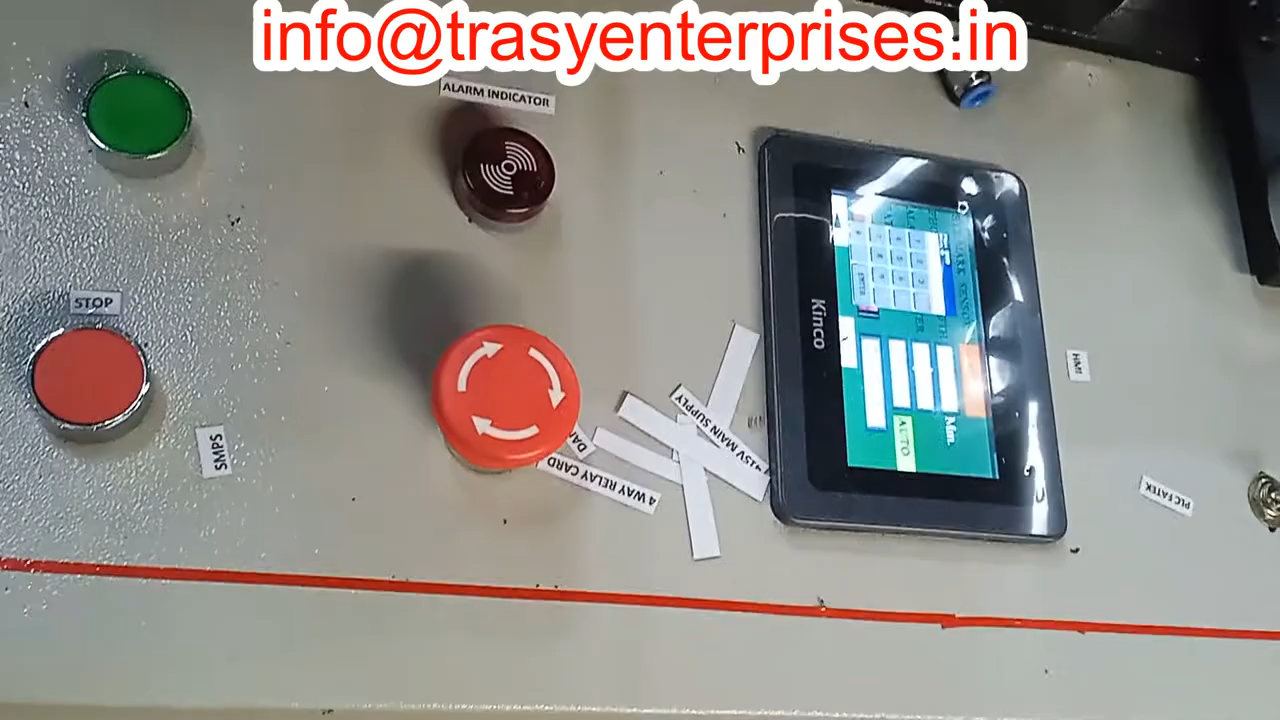 info@trasyenterprises.in
ALARM INDICATOR
STOP
SMPS
4 WAY RELAY CARD
MAIN SUPPLY
Kinco
HMI
PLC FATEK
ENTER
Min.
AUTO